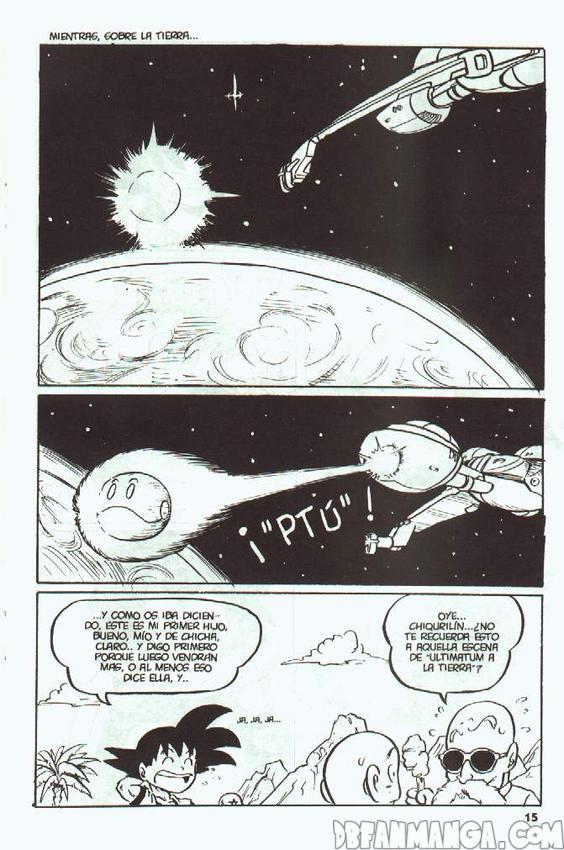 MIENTRAS, SOBRE LA TIERRA...
¡"PTÚ"!
...Y COMO OS IBA DICIEN-
DO, ESTE ES MI PRIMER HIJO,
BUENO, MÍO Y DE CHICHA,
CLARO.. Y DIGO PRIMERO
PORQUE LUEGO VENDRAN
MAS, O AL MENOS ESO
DICE ELLA, Y..
OYE...
CHIQURILÍN...¿NO
TE RECUERDA ESTO
A AQUELLA ESCENA
DE "ULTIMATUM A
LA TIERRA"?
JA, JA, JA...
15
DBFANMANGA.COM